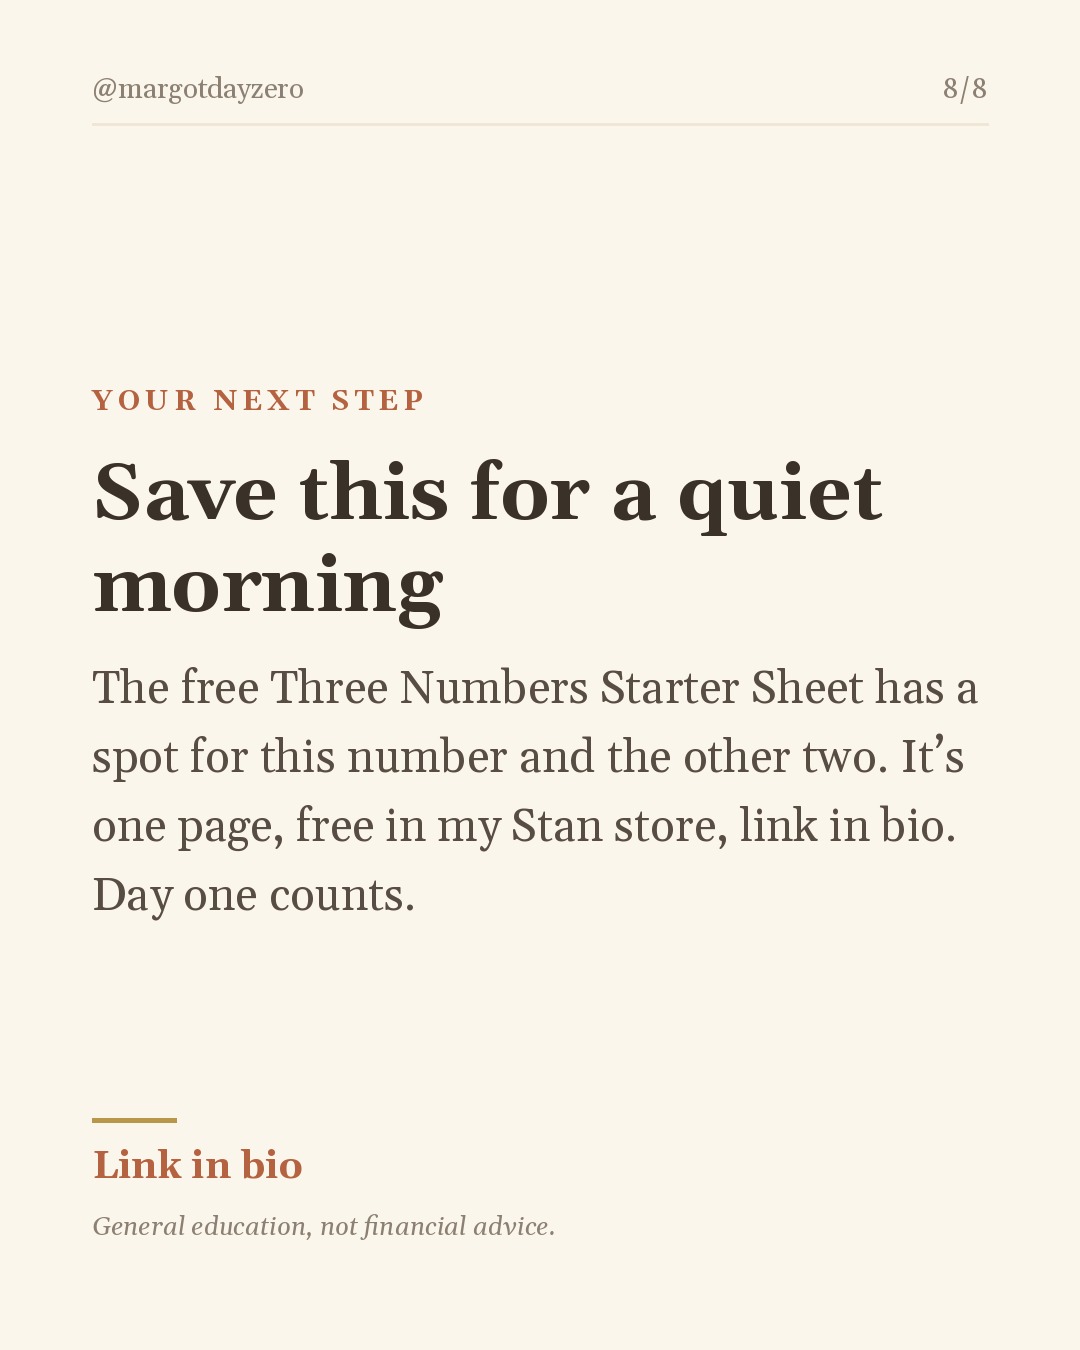 @margotdayzero
8/8
YOUR NEXT STEP
Save this for a quiet
morning
The free Three Numbers Starter Sheet has a
spot for this number and the other two. It’s
one page, free in my Stan store, link in bio.
Day one counts.
Link in bio
General education, not financial advice.